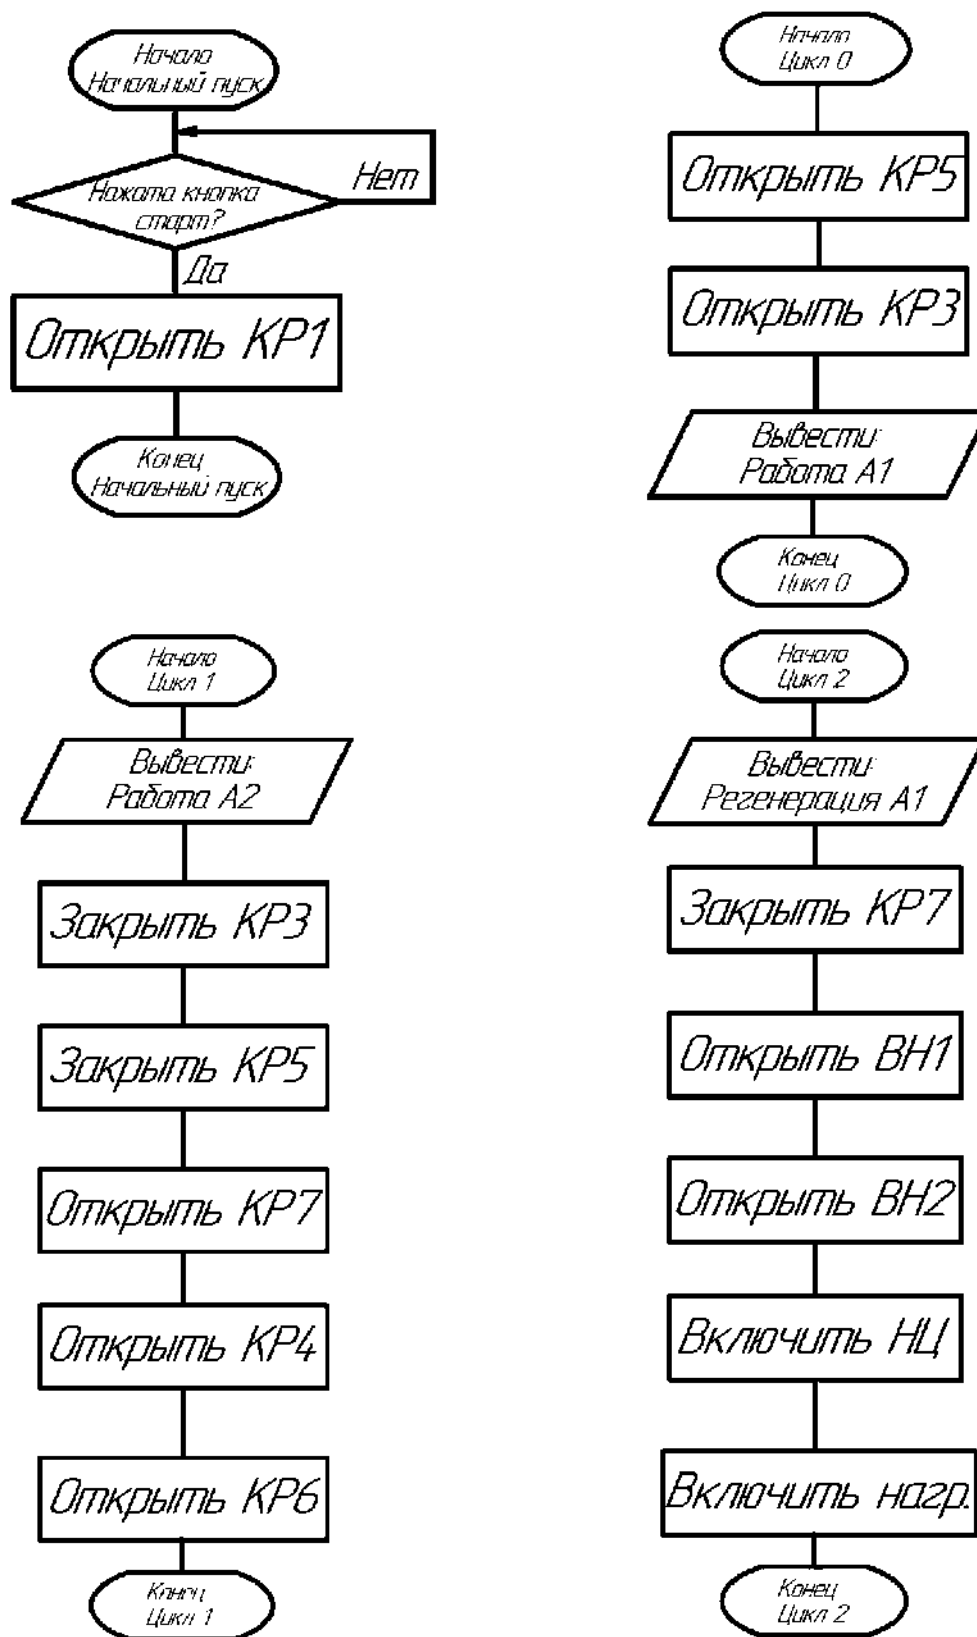 Начало
Начальный пуск
Нажата кнопка
старт?
Нет
Да
Открыть КР1
Конец
Начальный пуск
Начало
Цикл 0
Открыть КР5
Открыть КР3
Вывести:
Работа А1
Конец
Цикл 0
Начало
Цикл 1
Вывести:
Работа А2
Закрыть КР3
Закрыть КР5
Открыть КР7
Открыть КР4
Открыть КР6
Конец
Цикл 1
Начало
Цикл 2
Вывести:
Регенерация А1
Закрыть КР7
Открыть ВН1
Открыть ВН2
Включить НЦ
Включить нагр.
Конец
Цикл 2